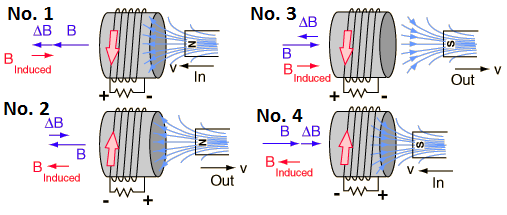 No. 1
ΔB
B
B Induced
N
v
In
+ -
No. 3
ΔB
B
B Induced
S
v
Out
+ -
No. 2
ΔB
B
B Induced
N
v
Out
- +
No. 4
B ΔB
B Induced
S
v
In
- +